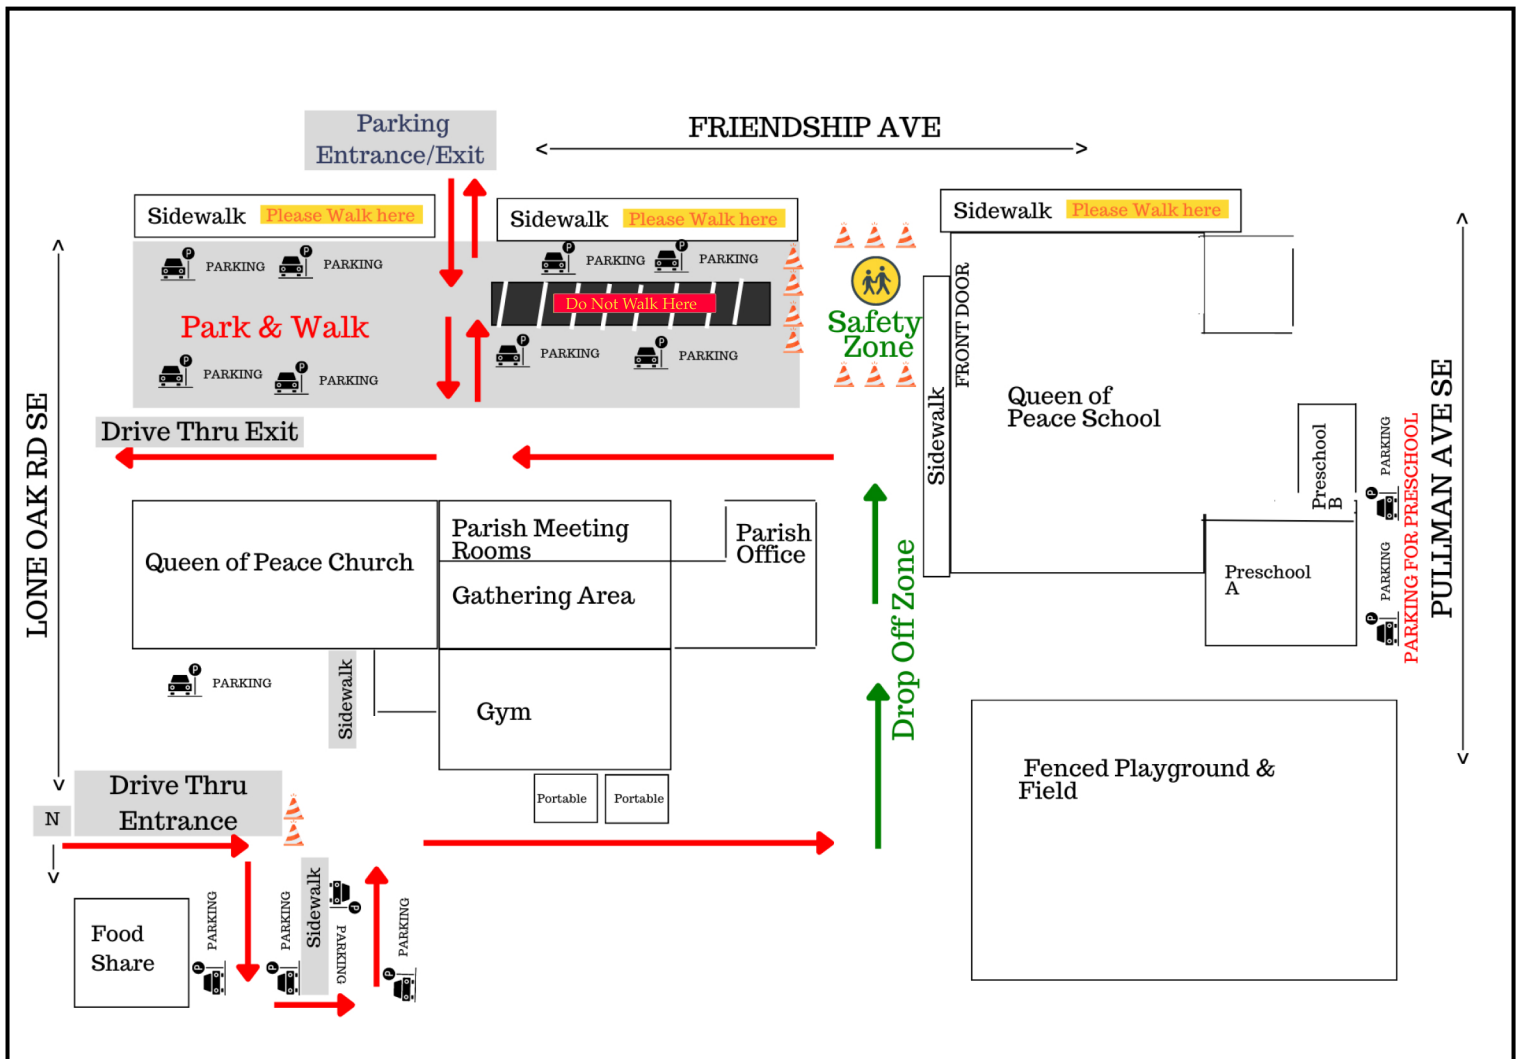 Parking
Entrance/Exit
FRIENDSHIP AVE
Sidewalk
Please Walk here
Sidewalk
Please Walk here
Sidewalk
Please Walk here
P
PARKING
P
PARKING
P
PARKING
P
PARKING
Do Not Walk Here
Park & Walk
Safety
Zone
FRONT DOOR
P
PARKING
P
PARKING
P
PARKING
P
PARKING
Queen of
Peace School
Sidewalk
LONE OAK RD SE
Drive Thru Exit
Preschool
B
P
PARKING
PARKING FOR PRESCHOOL
PULLMAN AVE SE
Queen of Peace Church
Parish Meeting
Rooms
Parish
Office
Gathering Area
Drop Off Zone
Preschool
A
P
PARKING
P
PARKING
Sidewalk
Gym
Fenced Playground &
Field
Drive Thru
Entrance
Portable
Portable
N
Food
Share
P
PARKING
P
PARKING
Sidewalk
P
PARKING
P
PARKING